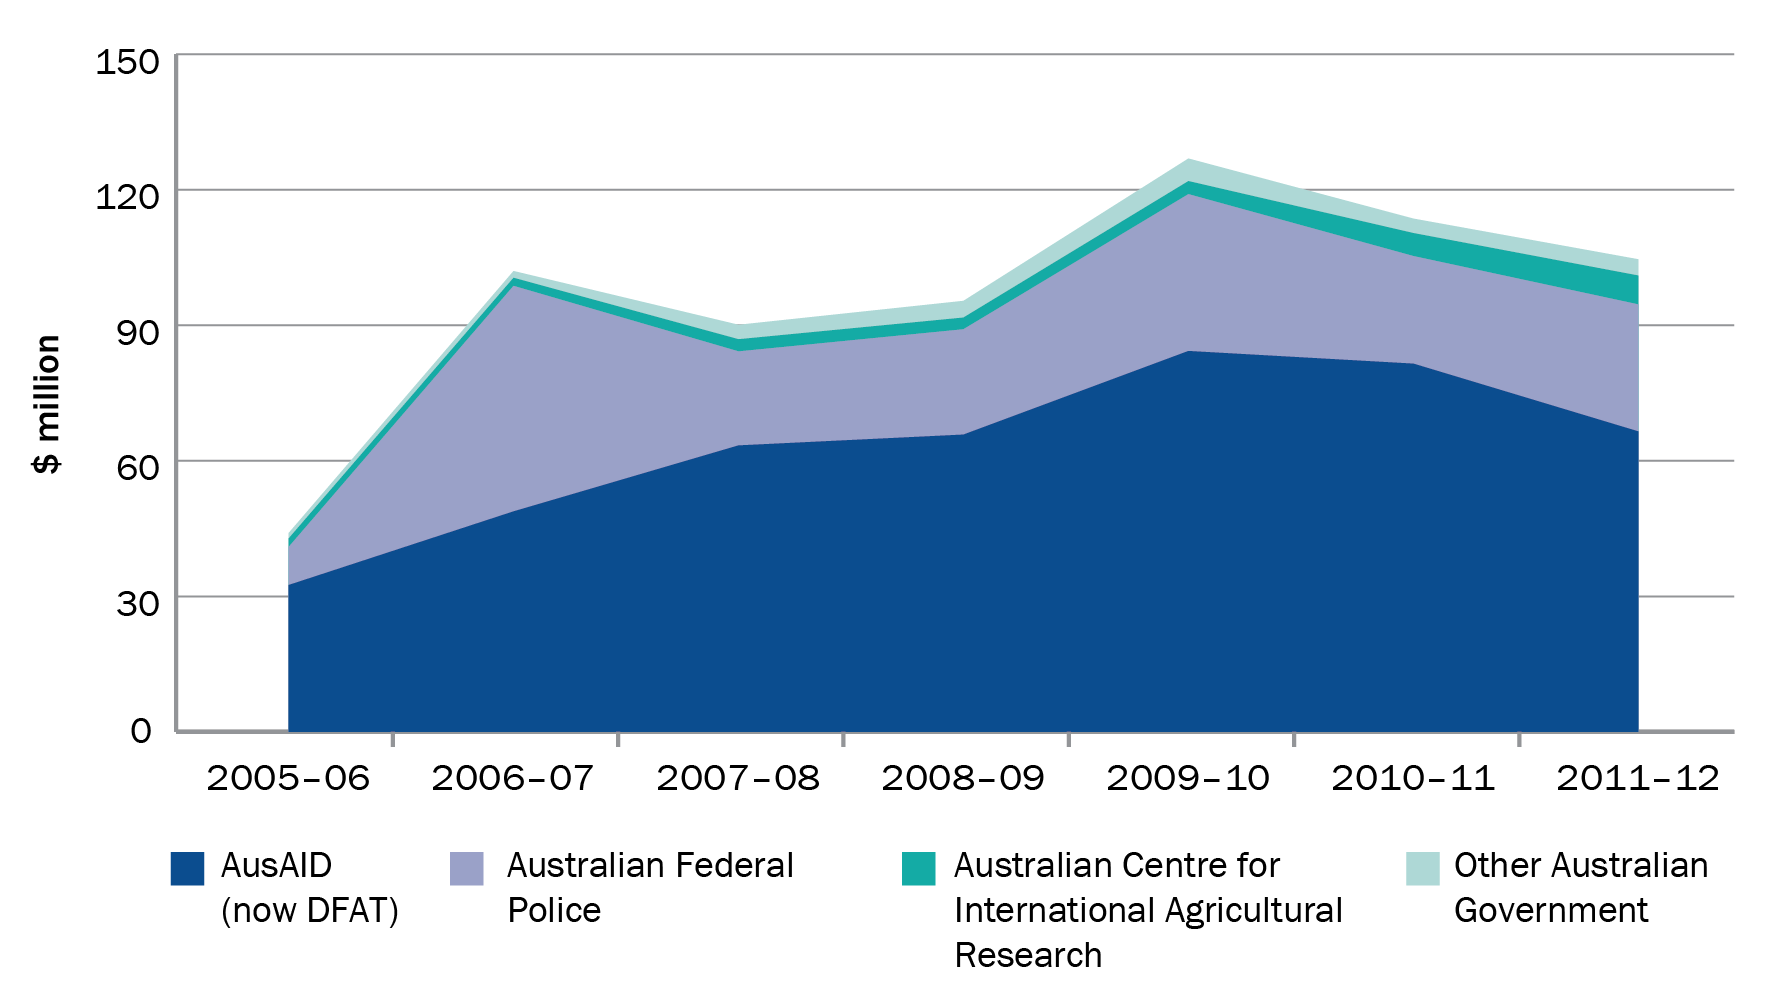 150
120
90
60
30
0
$ million
2005–06 2006–07 2007–08 2008–09 2009–10 2010–11 2011–12
AusAID
(now DFAT)
Australian Federal
Police
Australian Centre for
International Agricultural
Research
Other Australian
Government